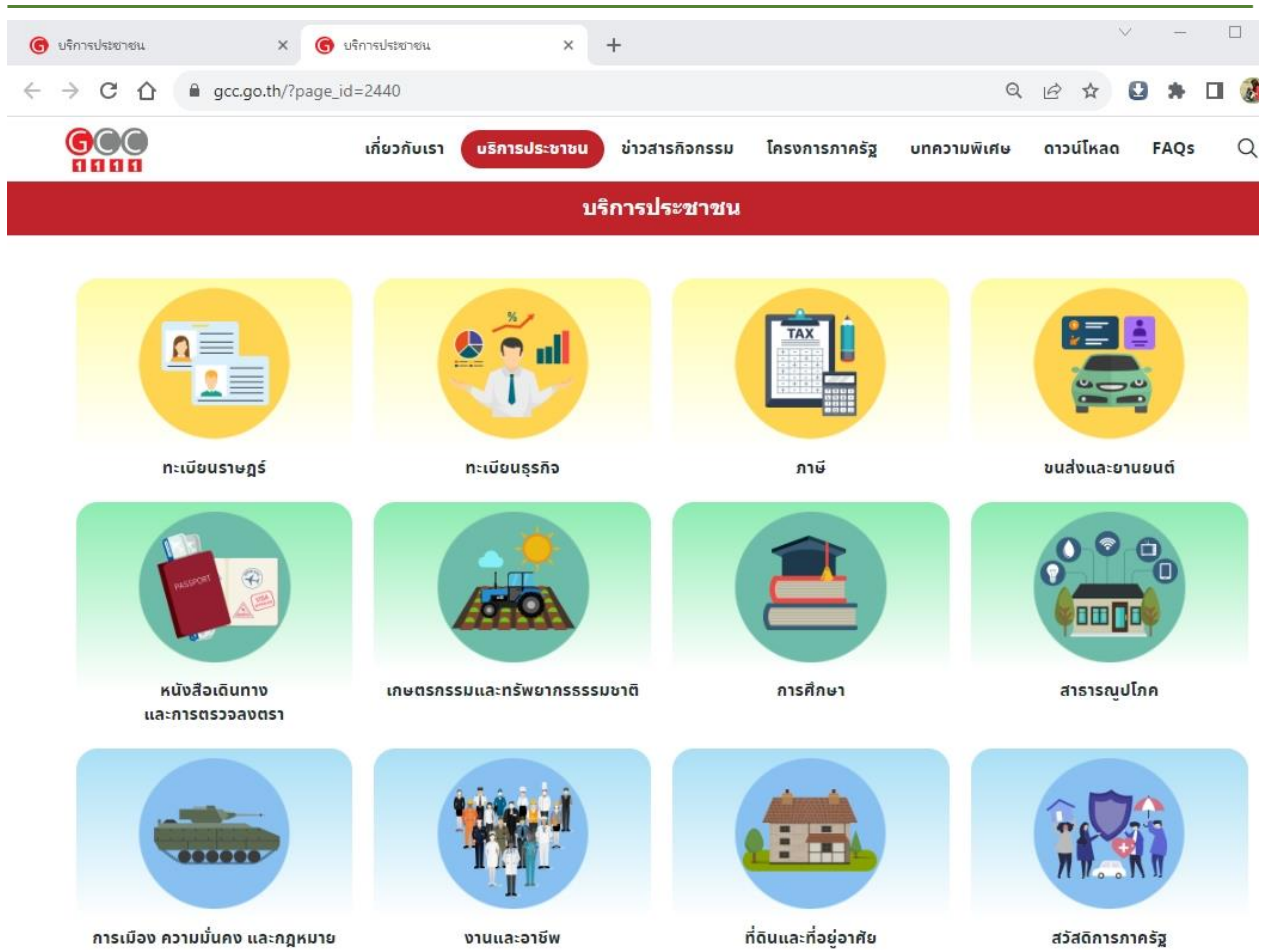 บริการประชาชน
บริการประชาชน
gcc.go.th/?page_id=2440
GCC
1111
เกี่ยวกับเรา บริการประชาชน ข่าวสารกิจกรรม โครงการภาครัฐ บทความพิเศษ ดาวน์โหลด FAQs
บริการประชาชน
%
TAX
ทะเบียนราษฎร์ ทะเบียนธุรกิจ ภาษี ขนส่งและยานยนต์
PASSPORT
VISA
หนังสือเดินทาง
และการตรวจลงตรา
เกษตรกรรมและทรัพยากรธรรมชาติ การศึกษา สาธารณูปโภค
การเมือง ความมั่นคง และกฎหมาย งานและอาชีพ ที่ดินและที่อยู่อาศัย สวัสดิการภาครัฐ